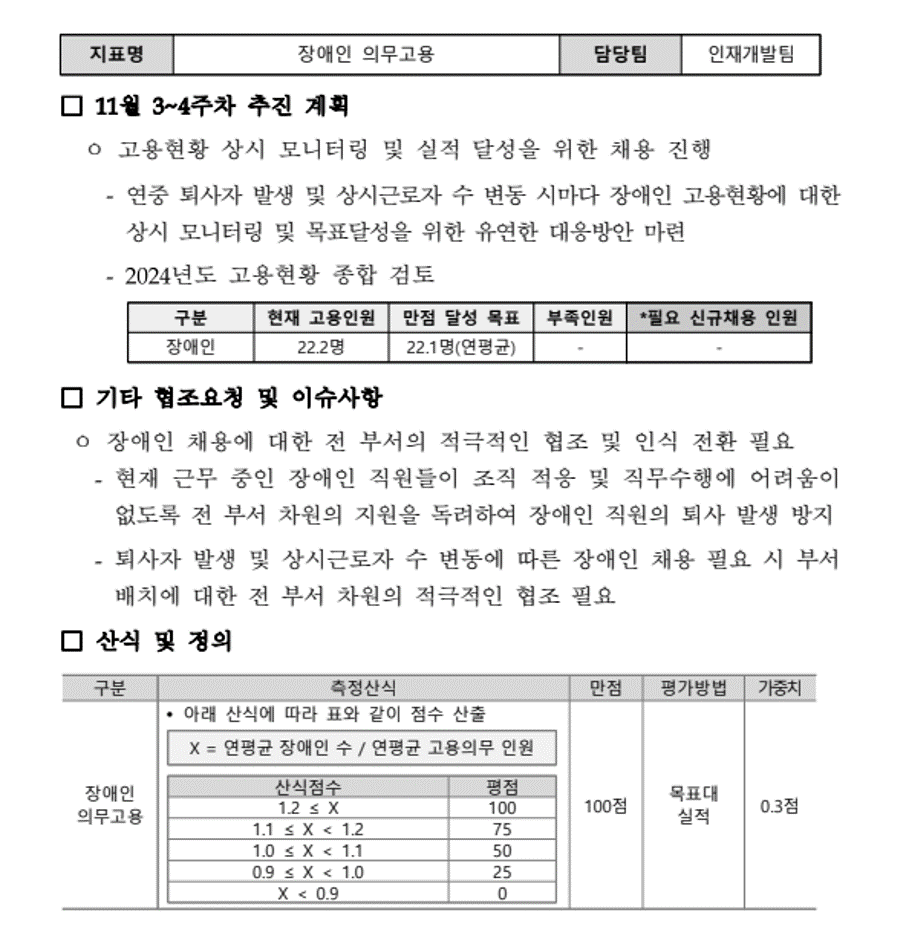 지표명 장애인 의무고용 담당팀 인재개발팀
□ 11월 3~4주차 추진 계획
ㅇ 고용현황 상시 모니터링 및 실적 달성을 위한 채용 진행
- 연중 퇴사자 발생 및 상시근로자 수 변동 시마다 장애인 고용현황에 대한
상시 모니터링 및 목표달성을 위한 유연한 대응방안 마련
- 2024년도 고용현황 종합 검토
구분 현재 고용인원 만점 달성 목표 부족인원 *필요 신규채용 인원
장애인 22.2명 22.1명(연평균) - -
□ 기타 협조요청 및 이슈사항
ㅇ 장애인 채용에 대한 전 부서의 적극적인 협조 및 인식 전환 필요
- 현재 근무 중인 장애인 직원들이 조직 적응 및 직무수행에 어려움이
없도록 전 부서 차원의 지원을 독려하여 장애인 직원의 퇴사 발생 방지
- 퇴사자 발생 및 상시근로자 수 변동에 따른 장애인 채용 필요 시 부서
배치에 대한 전 부서 차원의 적극적인 협조 필요
□ 산식 및 정의
구분 측정산식 만점 평가방법 가중치
• 아래 산식에 따라 표와 같이 점수 산출
X = 연평균 장애인 수 / 연평균 고용의무 인원
산식점수 평점
1.2 ≤ X 100
1.1 ≤ X < 1.2 75
1.0 ≤ X < 1.1 50
0.9 ≤ X < 1.0 25
X < 0.9 0
장애인
의무고용
100점
목표대
실적
0.3점